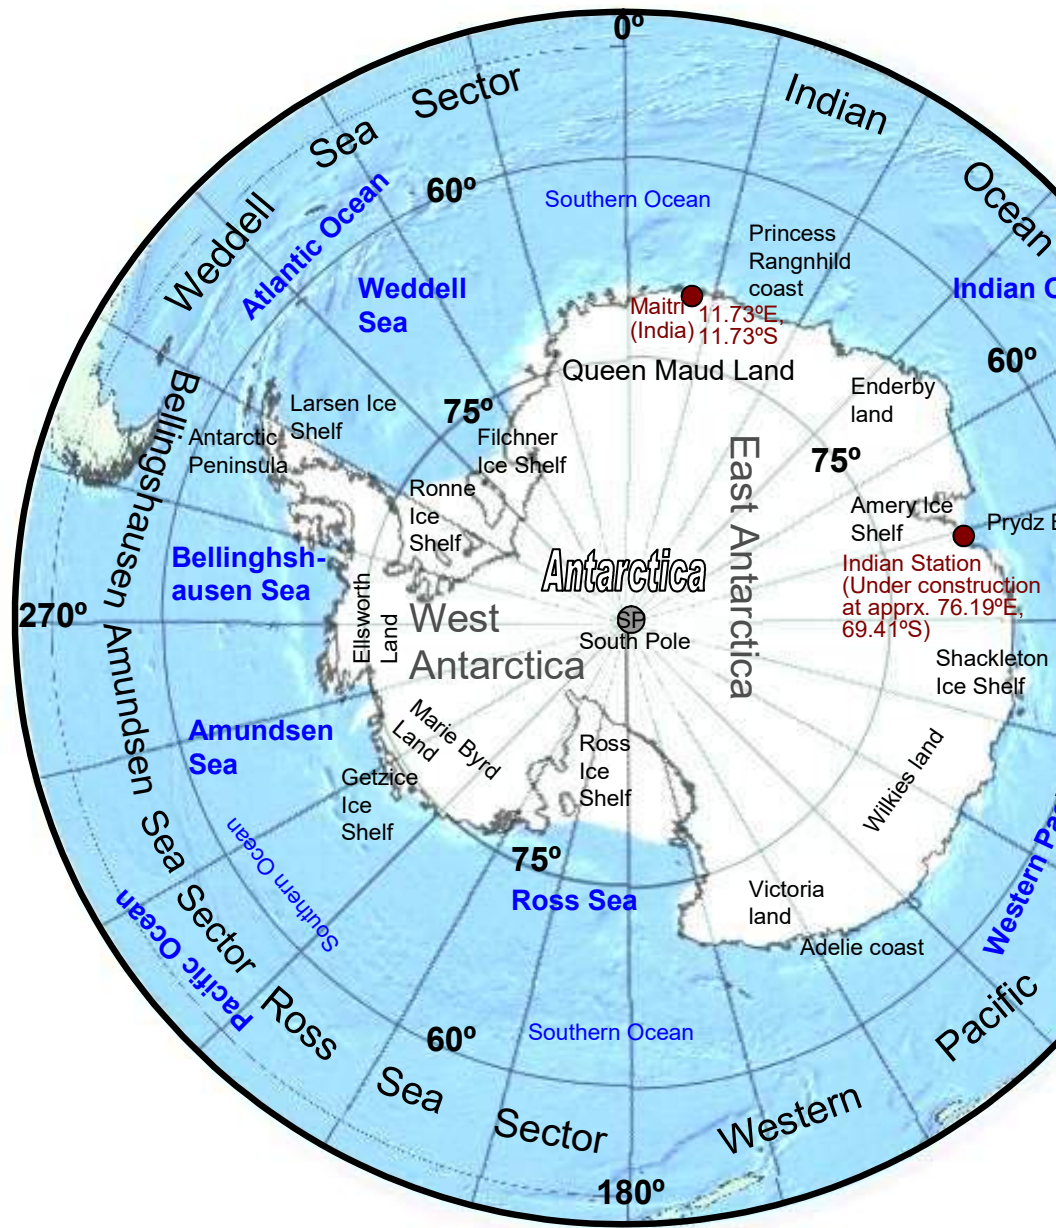 0º
Weddell Sea Sector
Indian Ocean
Atlantic Ocean
60º
Southern Ocean
Princess
Rangnhild
coast
Weddell
Sea
Indian O
Maitri
(India)
11.73ºE,
11.73ºS
60º
Queen Maud Land
Enderby
land
Larsen Ice
Shelf
75º
Antarctic
Peninsula
Filchner
Ice Shelf
75º
Ronne
Ice
Shelf
East Antarctica
Amery Ice
Shelf
Prydz B
Bellinghsh-
ausen Sea
Antarctica
Indian Station
(Under construction
at apprx. 76.19ºE,
69.41ºS)
270º
Ellsworth
Land
West
Antarctica
SP
South Pole
Shackleton
Ice Shelf
Bellingshausen Amundsen Sea Sector
Amundsen
Sea
Marie Byrd
Land
Ross
Ice
Shelf
Getzice
Ice
Shelf
Wilkies land
Southern Ocean
75º
Ross Sea
Victoria
land
Adelie coast
Western Pa
Pacific Ocean
Ross Sea Sector
60º
Southern Ocean
Western Pacific
180º